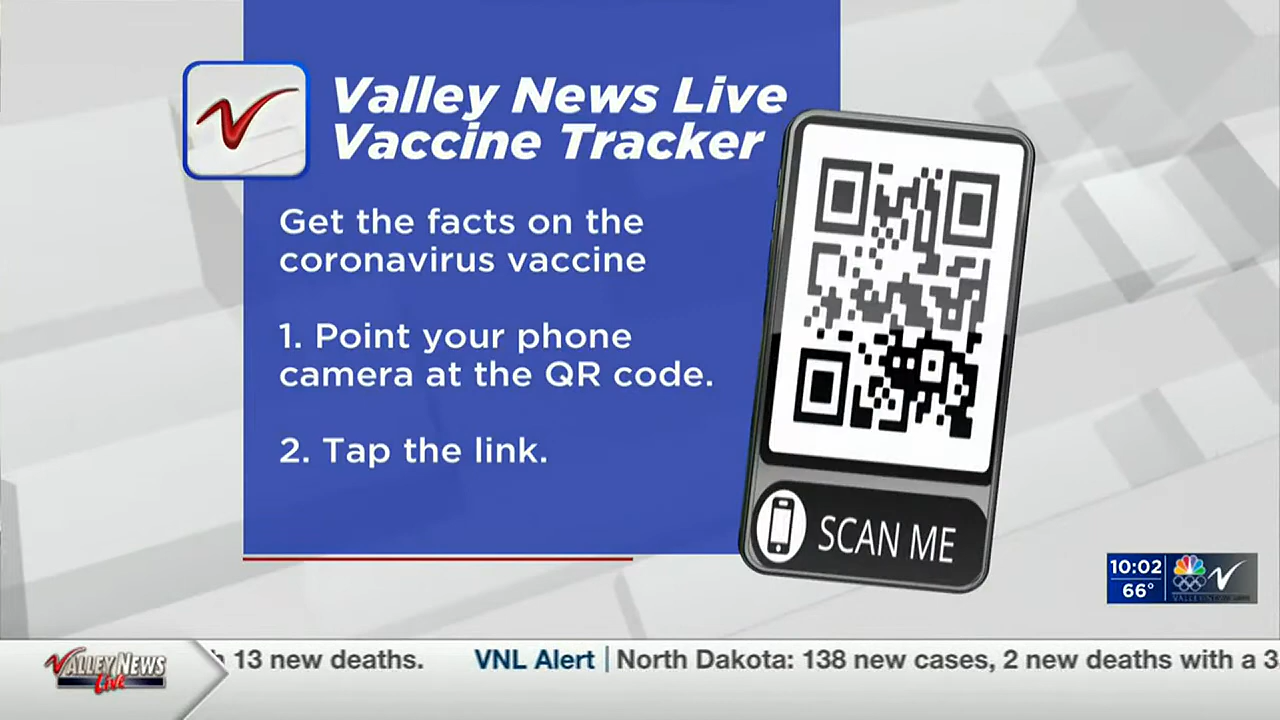 Valley News Live
Vaccine Tracker
Get the facts on the
coronavirus vaccine
1. Point your phone
camera at the QR code.
2. Tap the link.
SCAN ME
10:02
66°
VALLEY NEWS
Live
13 new deaths. VNL Alert | North Dakota: 138 new cases, 2 new deaths with a 3